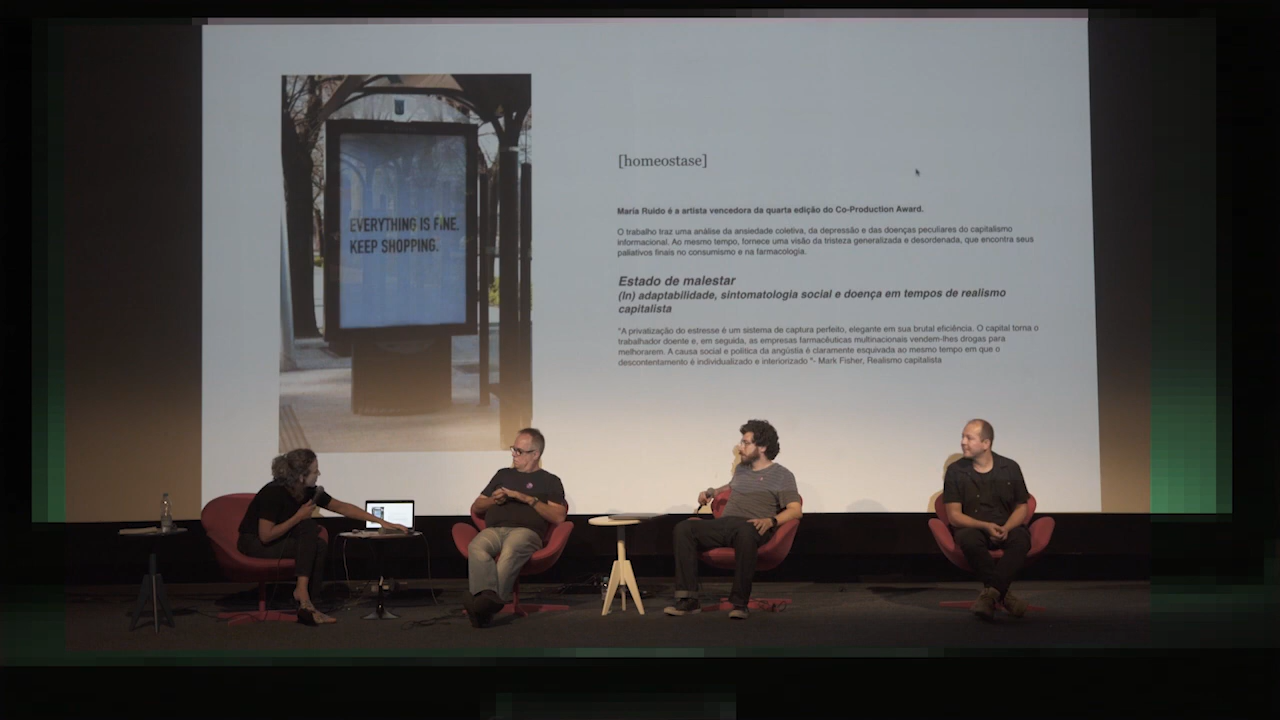 EVERYTHING IS FINE.
KEEP SHOPPING.
[homeostase]
Maria Ruido é a artista vencedora da quarta edição do Co-Production Award.
O trabalho traz uma análise da ansiedade coletiva, da depressão e das doenças peculiares do capitalismo
informacional. Ao mesmo tempo, fornece uma visão da tristeza generalizada e desordenada, que encontra seus
paliativos finais no consumismo e na farmacologia.
Estado de malestar
(In) adaptabilidade, sintomatologia social e doença em tempos de realismo
capitalista
"A privatização do estresse é um sistema de captura perfeito, elegante em sua brutal eficiência. O capital torna o
trabalhador doente e, em seguida, as empresas farmacêuticas multinacionais vendem-lhes drogas para
melhorarem. A causa social e política da angústia é claramente esquivada ao mesmo tempo em que o
descontentamento é individualizado e interiorizado "- Mark Fisher, Realismo capitalista